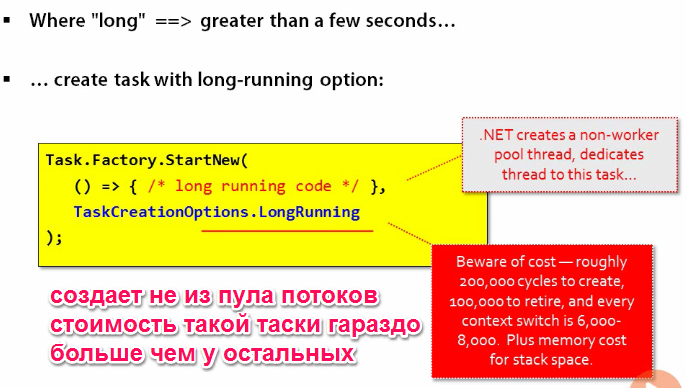 Where "long" ==> greater than a few seconds…
… create task with long-running option:
.NET creates a non-worker
pool thread, dedicates
thread to this task…
Task.Factory.StartNew(
() => { /* long running code */ },
TaskCreationOptions.LongRunning
);
Beware of cost — roughly
200,000 cycles to create,
100,000 to retire, and every
context switch is 6,000-
8,000. Plus memory cost
for stack space.
создает не из пула потоков
стоимость такой таски гараздо
больше чем у остальных